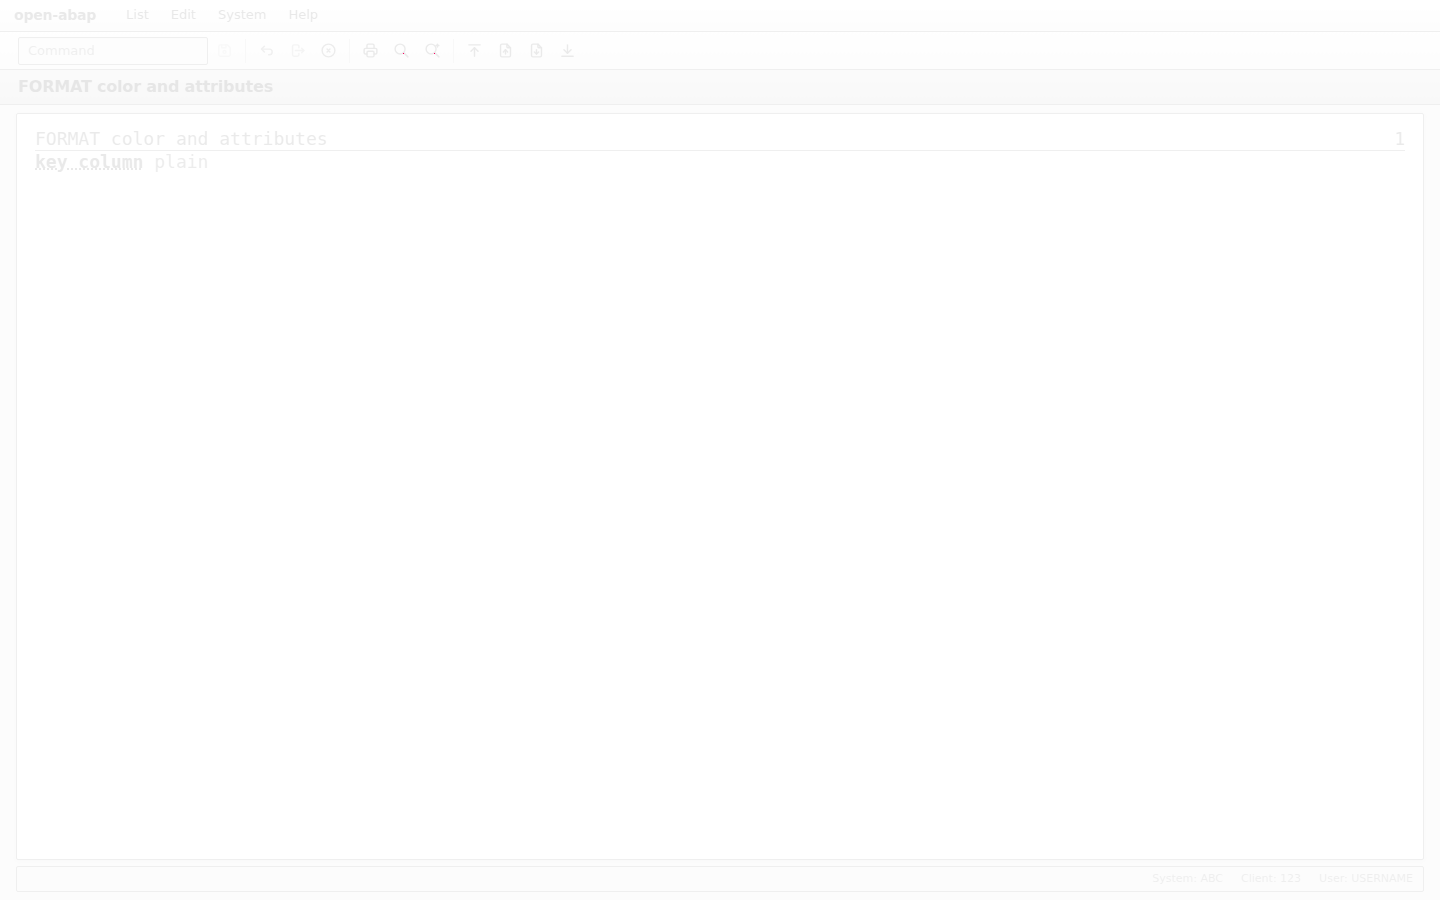 open-abap List Edit System Help
Command
FORMAT color and attributes
FORMAT color and attributes 1
key column plain
System: ABC Client: 123 User: USERNAME